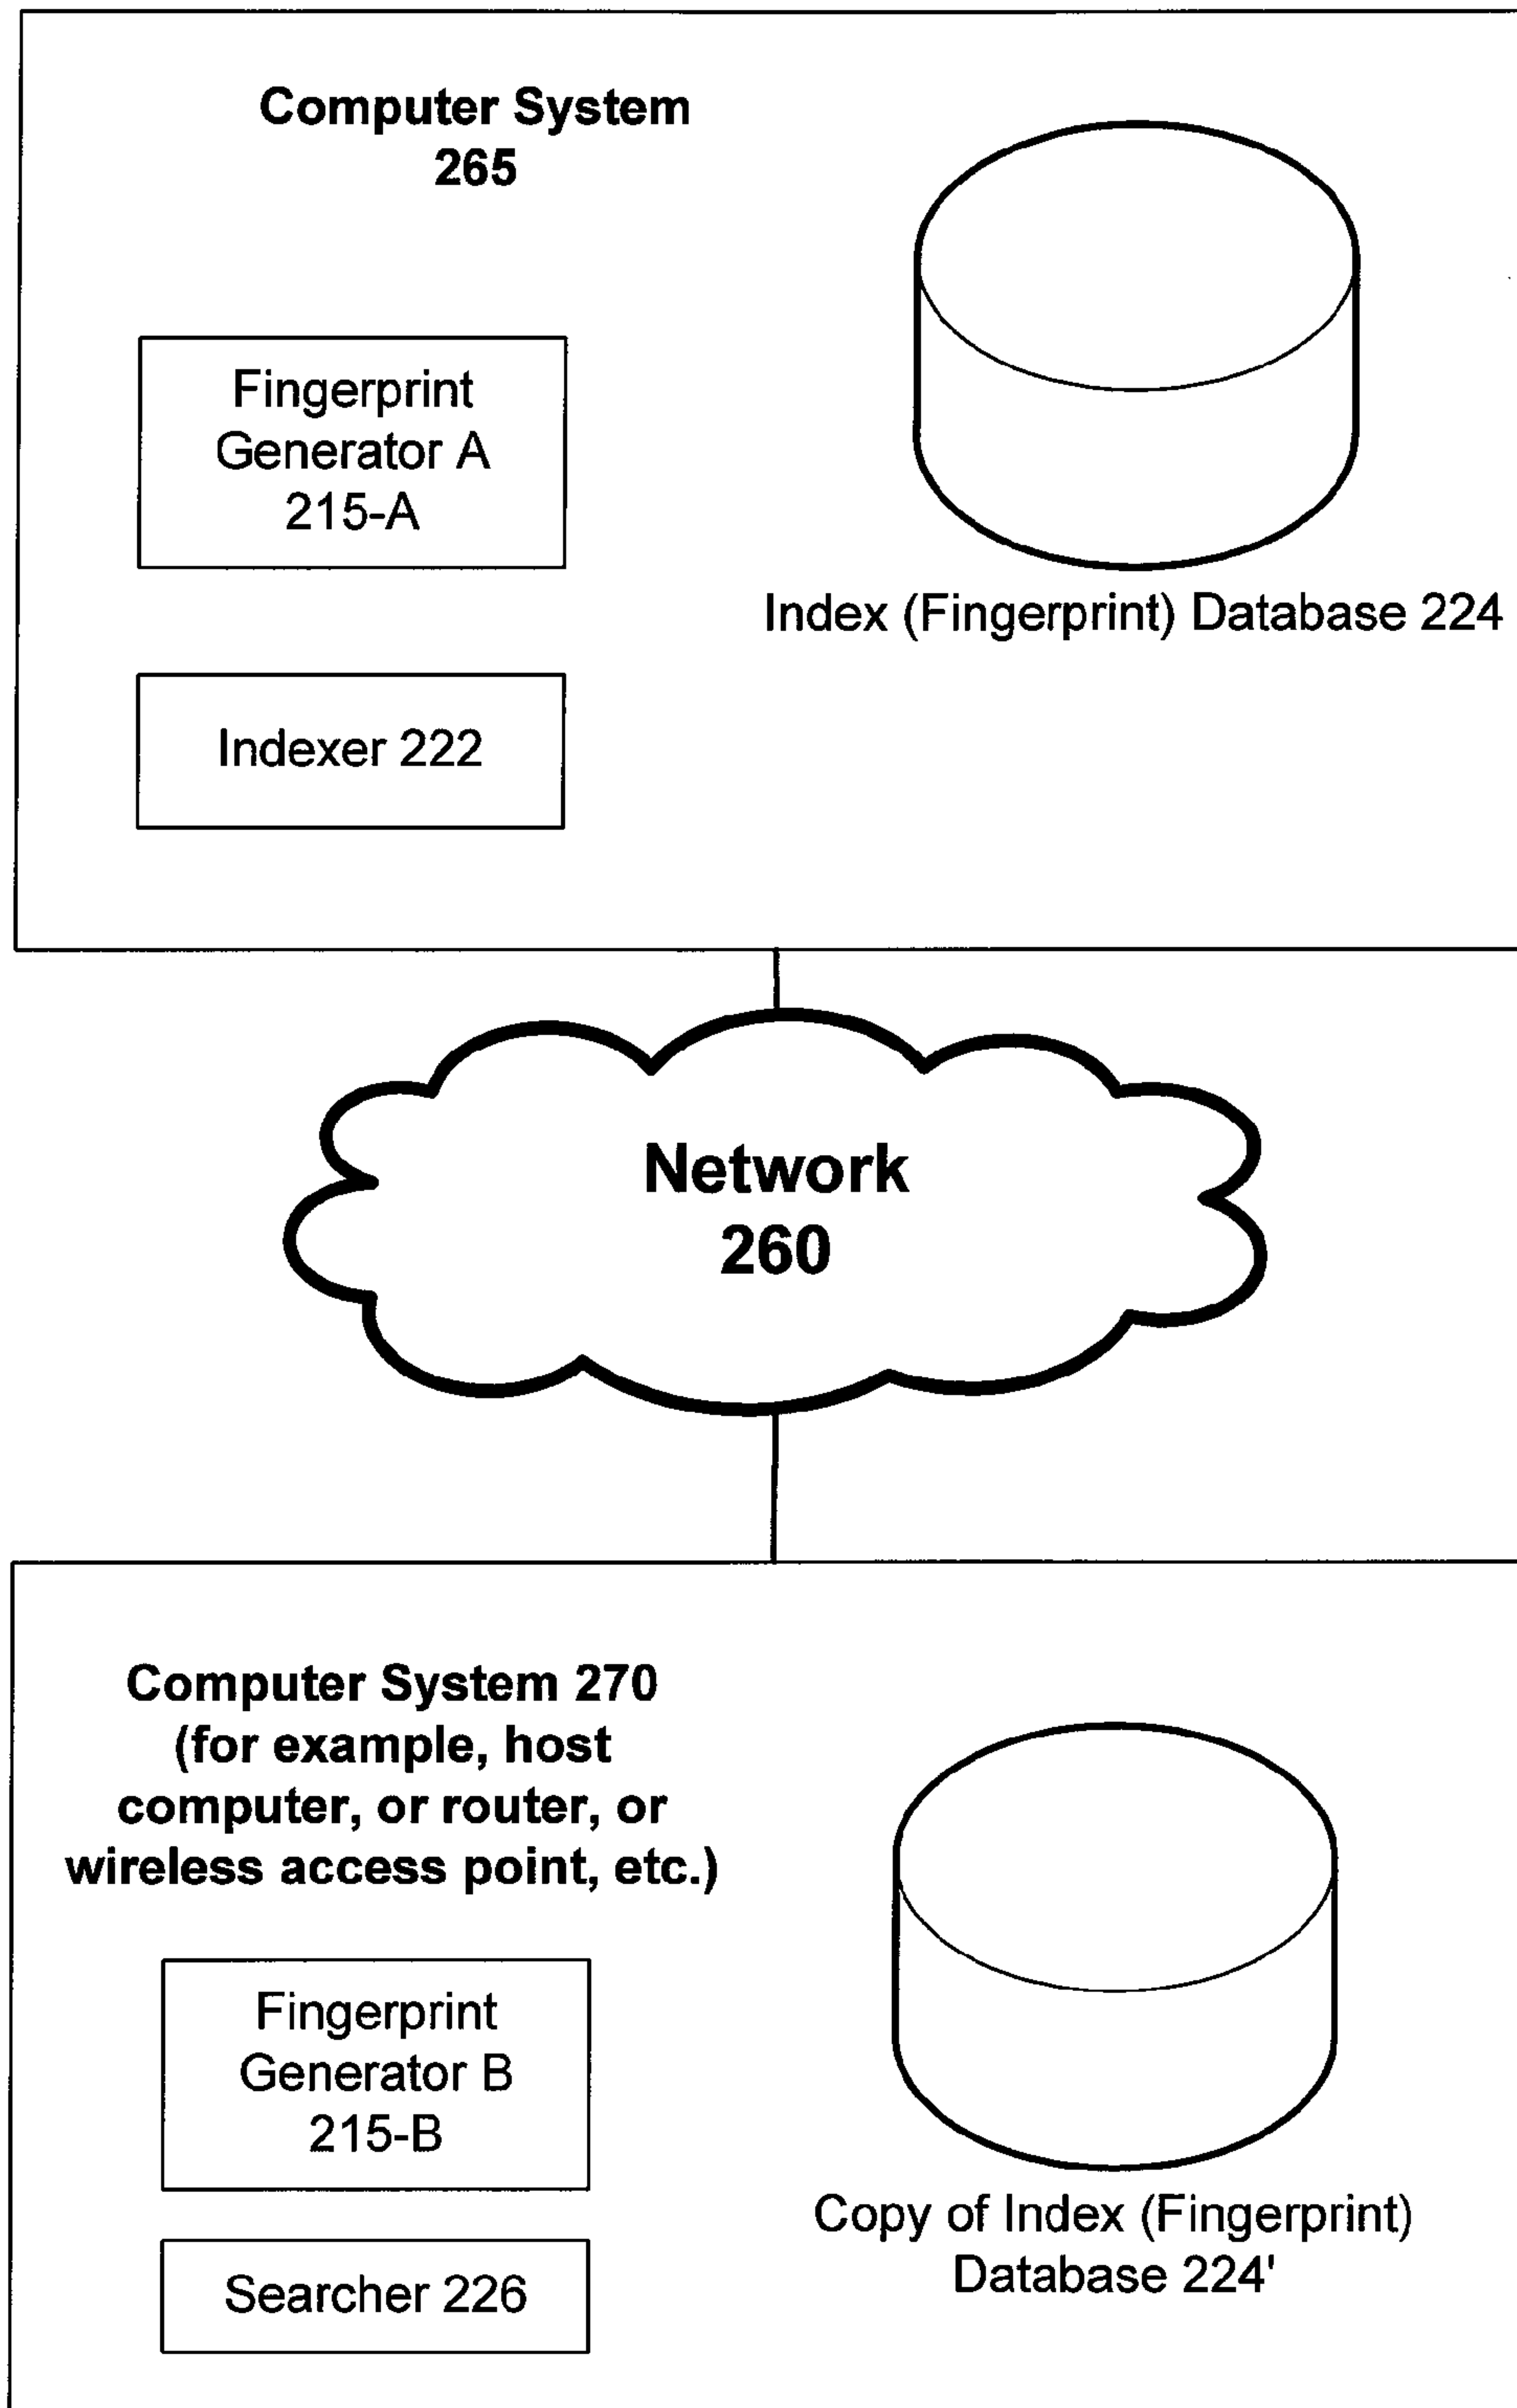 Computer System
265
Fingerprint
Generator A
215-A
Index (Fingerprint) Database 224
Indexer 222
Network
260
Computer System 270
(for example, host
computer, or router, or
wireless access point, etc.)
Fingerprint
Generator B
215-B
Copy of Index (Fingerprint)
Database 224'
Searcher 226